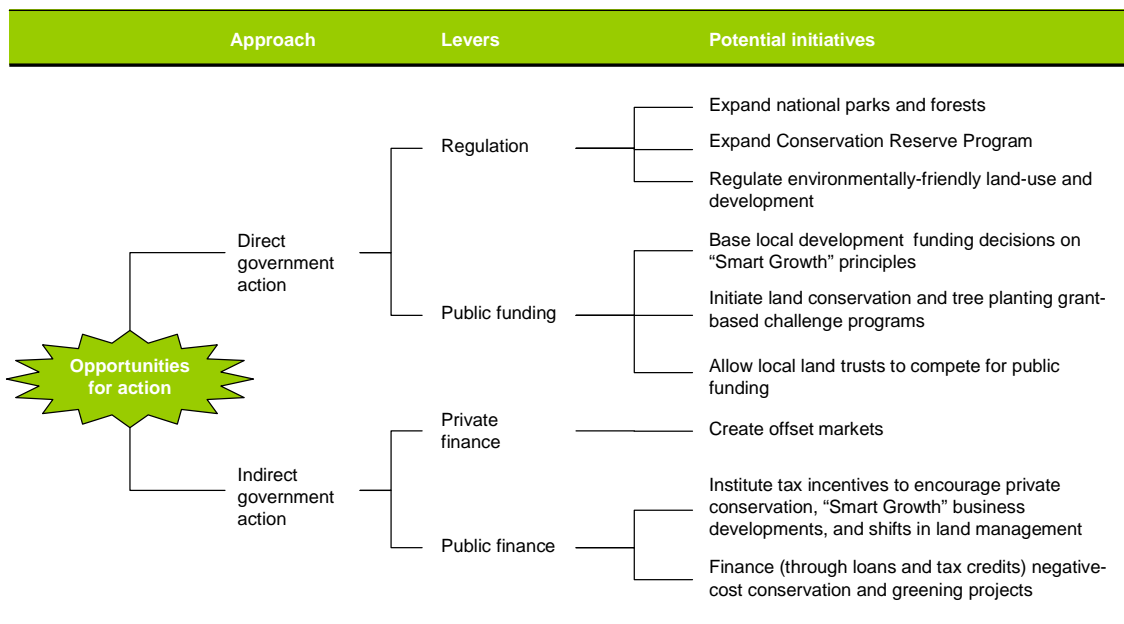 Approach
Levers
Potential initiatives
Expand national parks and forests
Regulation
Expand Conservation Reserve Program
Regulate environmentally-friendly land-use and
development
Direct
government
action
Base local development  funding decisions on
“Smart Growth” principles
Public funding
Initiate land conservation and tree planting grant-
based challenge programs
Allow local land trusts to compete for public
funding
Opportunities
for action
Private
finance
Create offset markets
Indirect
government
action
Institute tax incentives to encourage private
conservation, “Smart Growth” business
developments, and shifts in land management
Public finance
Finance (through loans and tax credits) negative-
cost conservation and greening projects